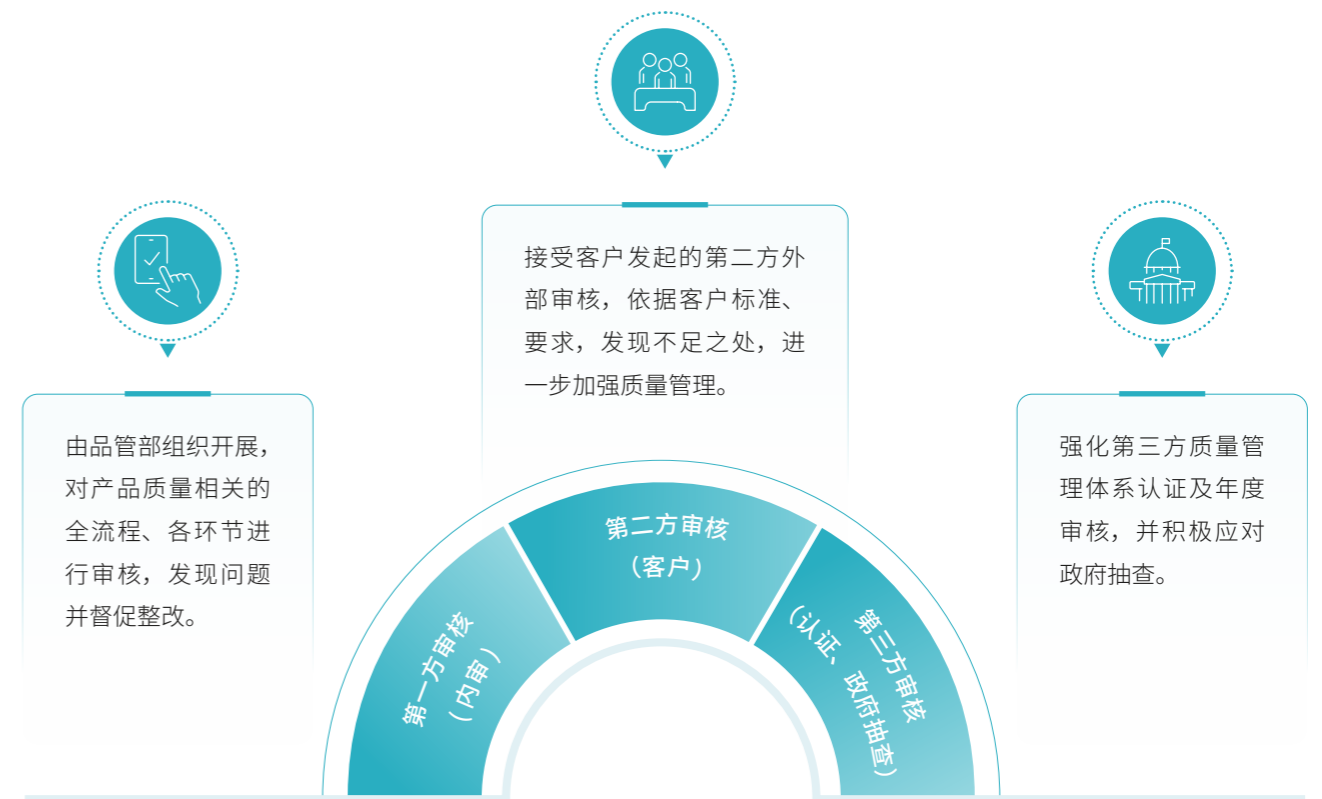 接受客户发起的第二方外
部审核，依据客户标准、
要求，发现不足之处，进
一步加强质量管理。
由品管部组织开展，
对产品质量相关的
全流程、各环节进
行审核，发现问题
并督促整改。
强化第三方质量管
理体系认证及年度
审核，并积极应对
政府抽查。
第一方审核
（内审）
第二方审核
（客户）
第三方审核
（认证、政府抽查）